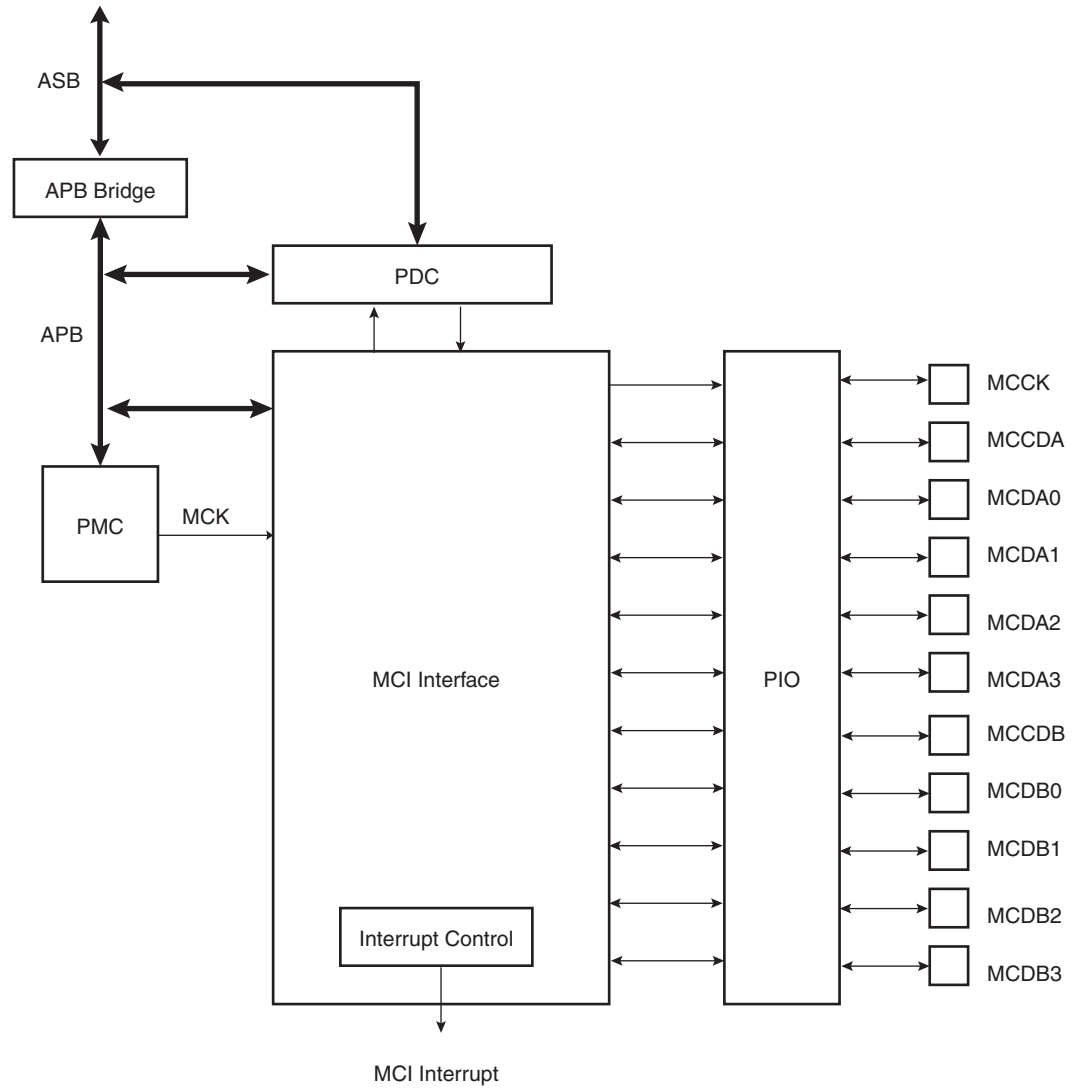 ASB
APB Bridge
PDC
APB
MCCK
MCCDA
MCDA0
PMC
MCK
MCDA1
MCDA2
MCI Interface
PIO
MCDA3
MCCDB
MCDB0
MCDB1
MCDB2
Interrupt Control
MCDB3
MCI Interrupt